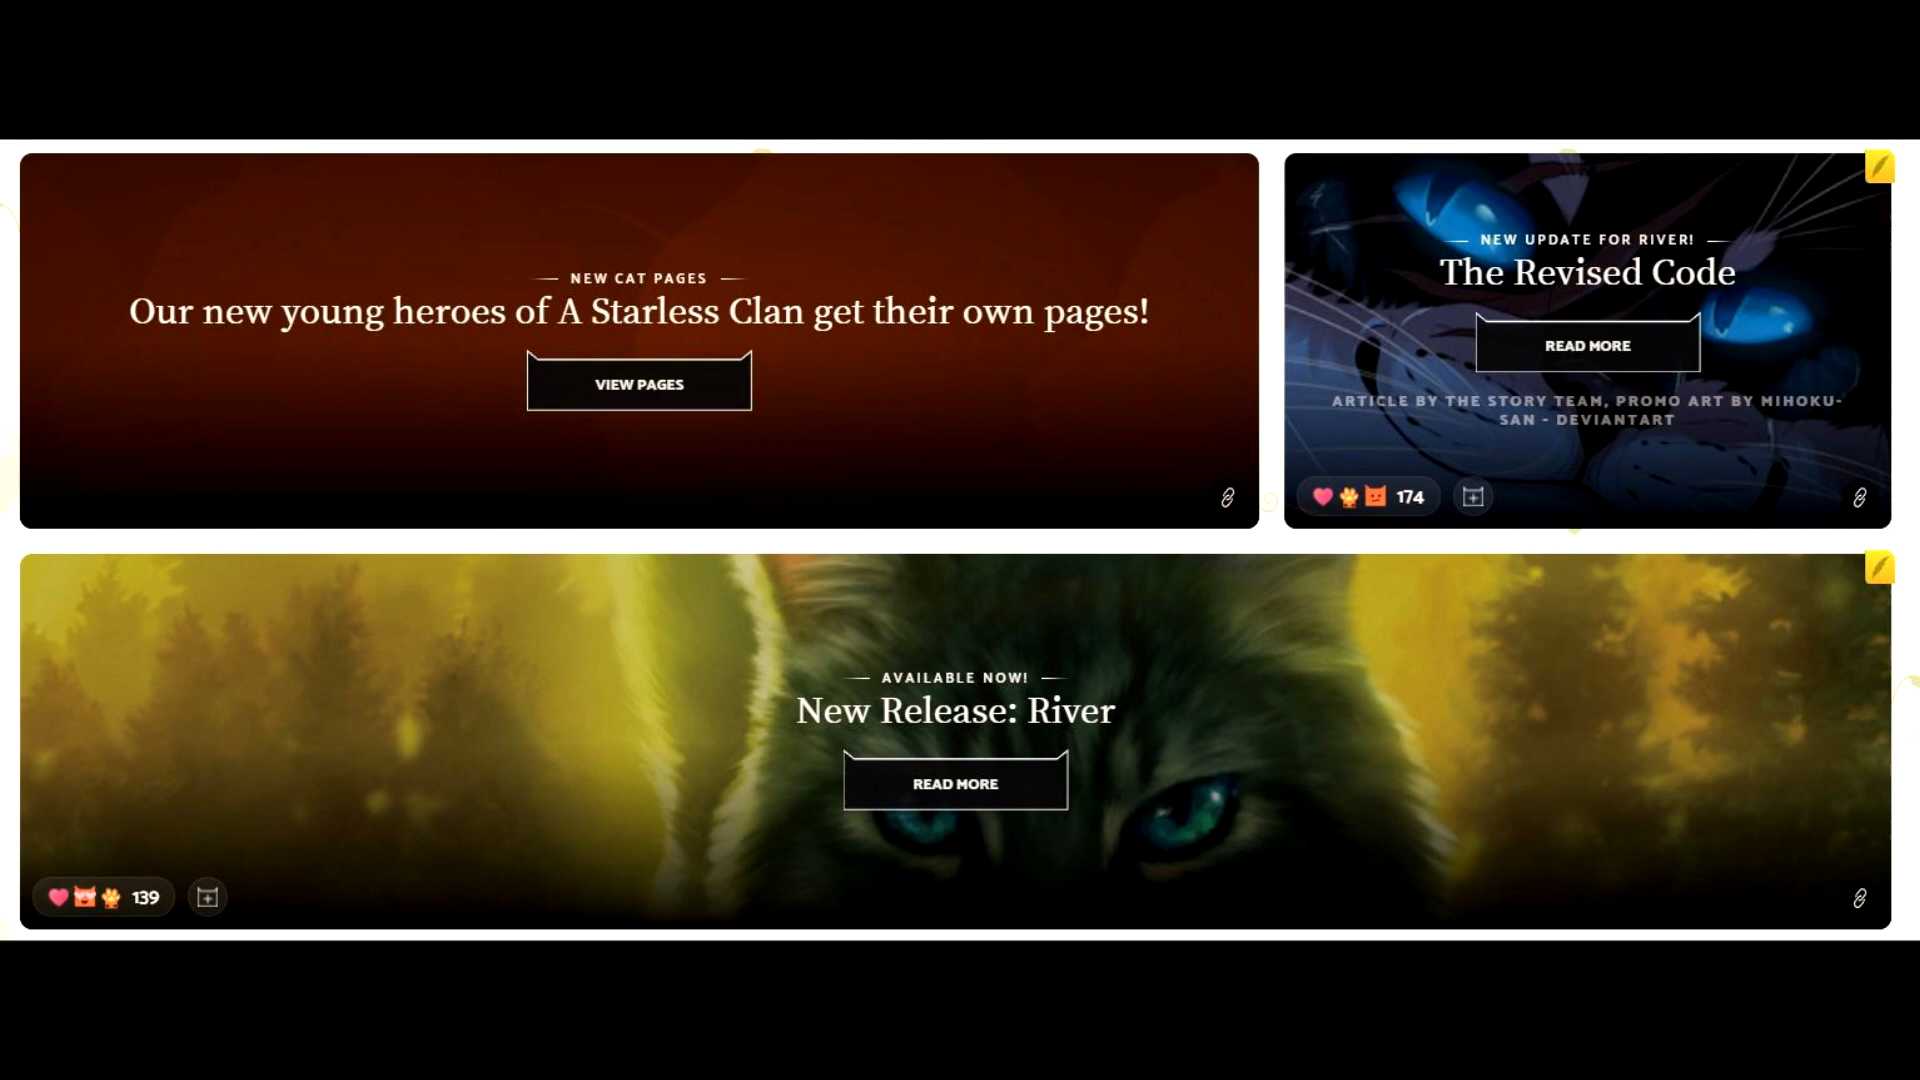 NEW CAT PAGES
Our new young heroes of A Starless Clan get their own pages!
VIEW PAGES
NEW UPDATE FOR RIVER!
The Revised Code
READ MORE
ARTICLE BY THE STORY TEAM, PROMO ART BY MIHOKU-
SAN - DEVIANTART
174
AVAILABLE NOW!
New Release: River
READ MORE
139